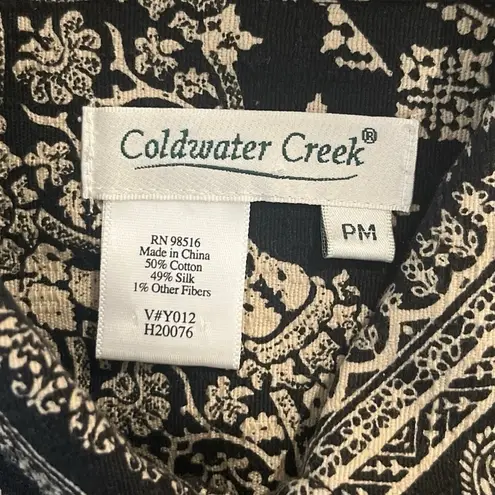 Coldwater Creek®
PM
RN 98516
Made in China
50% Cotton
49% Silk
1% Other Fibers
V#Y012
H20076